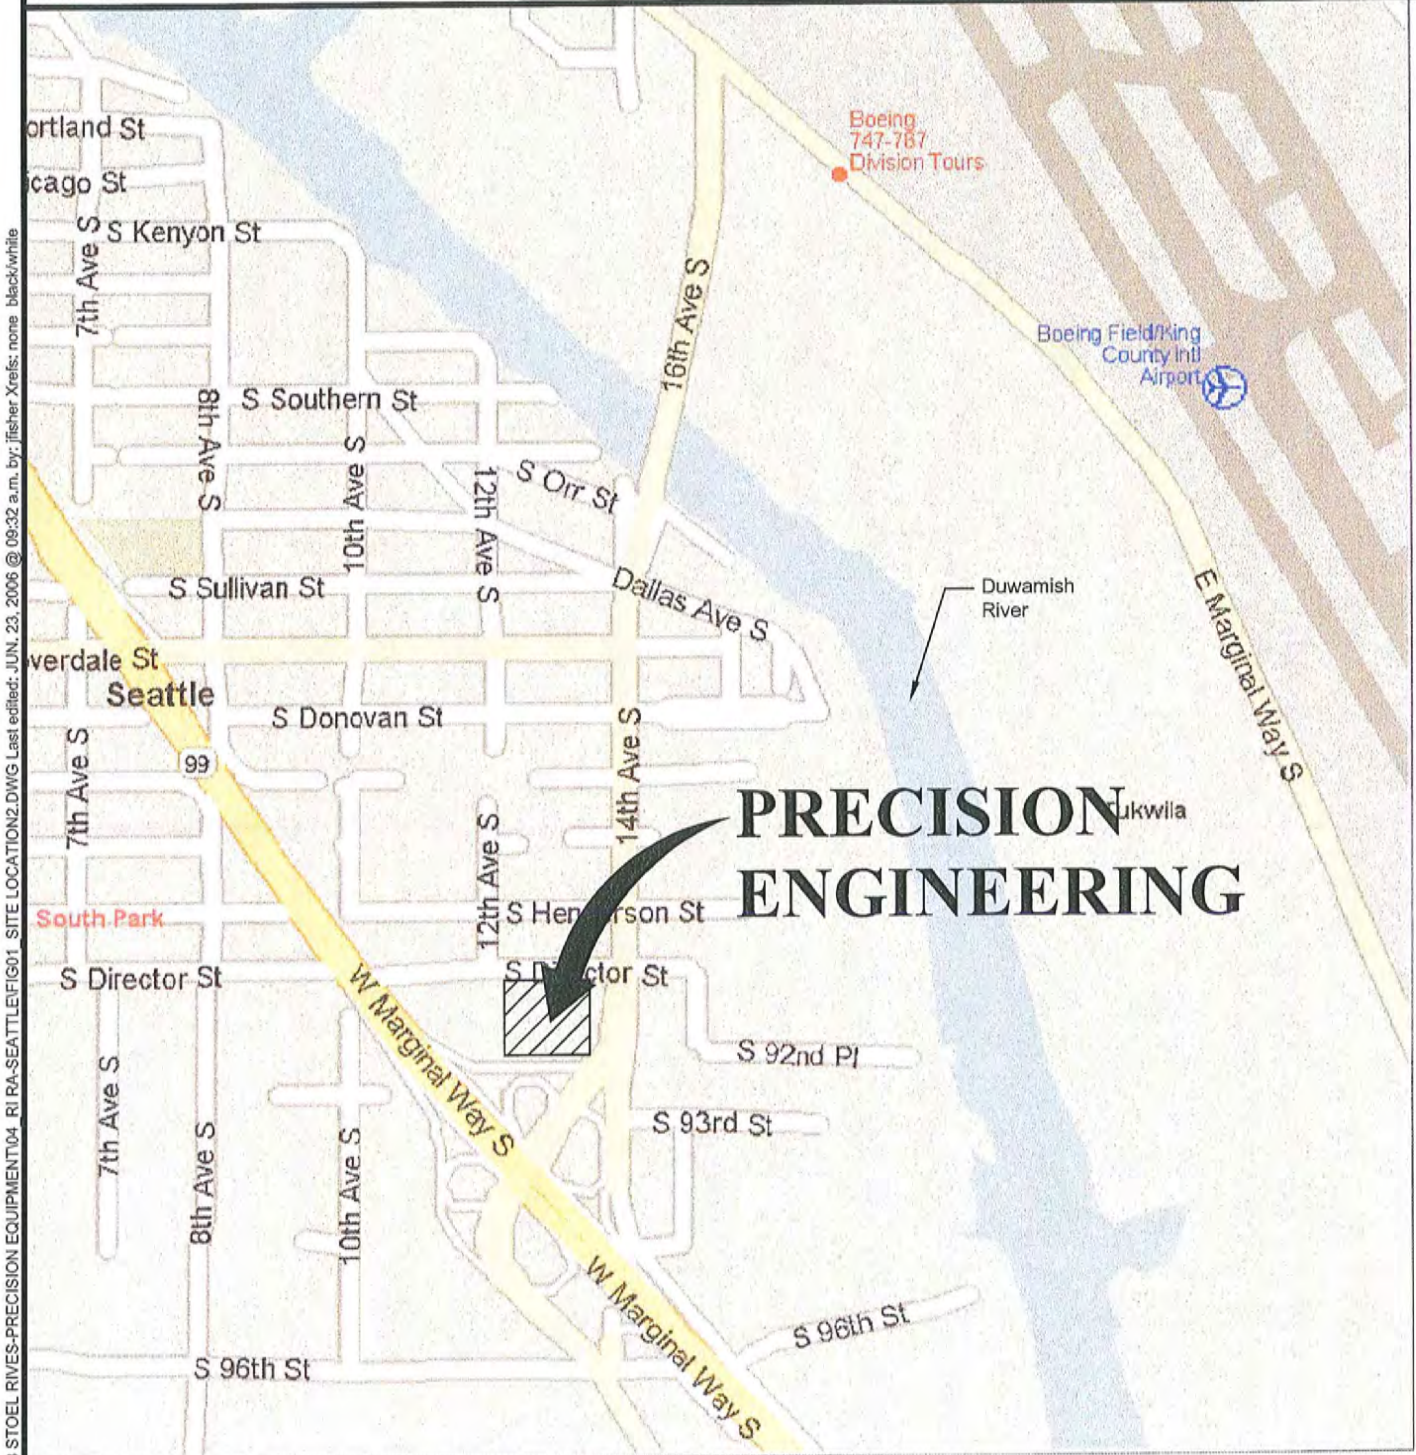 ortland St
icago St
7th Ave S
S Kenyon St
Boeing
747-767
Division Tours
16th Ave S
Boeing Field/King
County Intl
Airport
8th Ave S
S Southern St
10th Ave S
12th Ave S
S Orr St
S Sullivan St
Dallas Ave S
Duwamish
River
E Marginal Way S
verdale St
Seattle
S Donovan St
99
7th Ave S
14th Ave S
PRECISION
ENGINEERING
ukwila
12th Ave S
South Park
S Henderson St
S Director St
S Director St
W Marginal Way S
S 92nd Pl
7th Ave S
S 93rd St
8th Ave S
10th Ave S
W Marginal Way S
S 96th St
S 96th St
STOEL RIVES-PRECISION EQUIPMENT\04_RI RA-SEATTLE\FIG01_SITE LOCATION2.DWG Last edited: JUN. 23, 2006 @ 09:32 a.m. by: jfisher Xrefs: none black/white